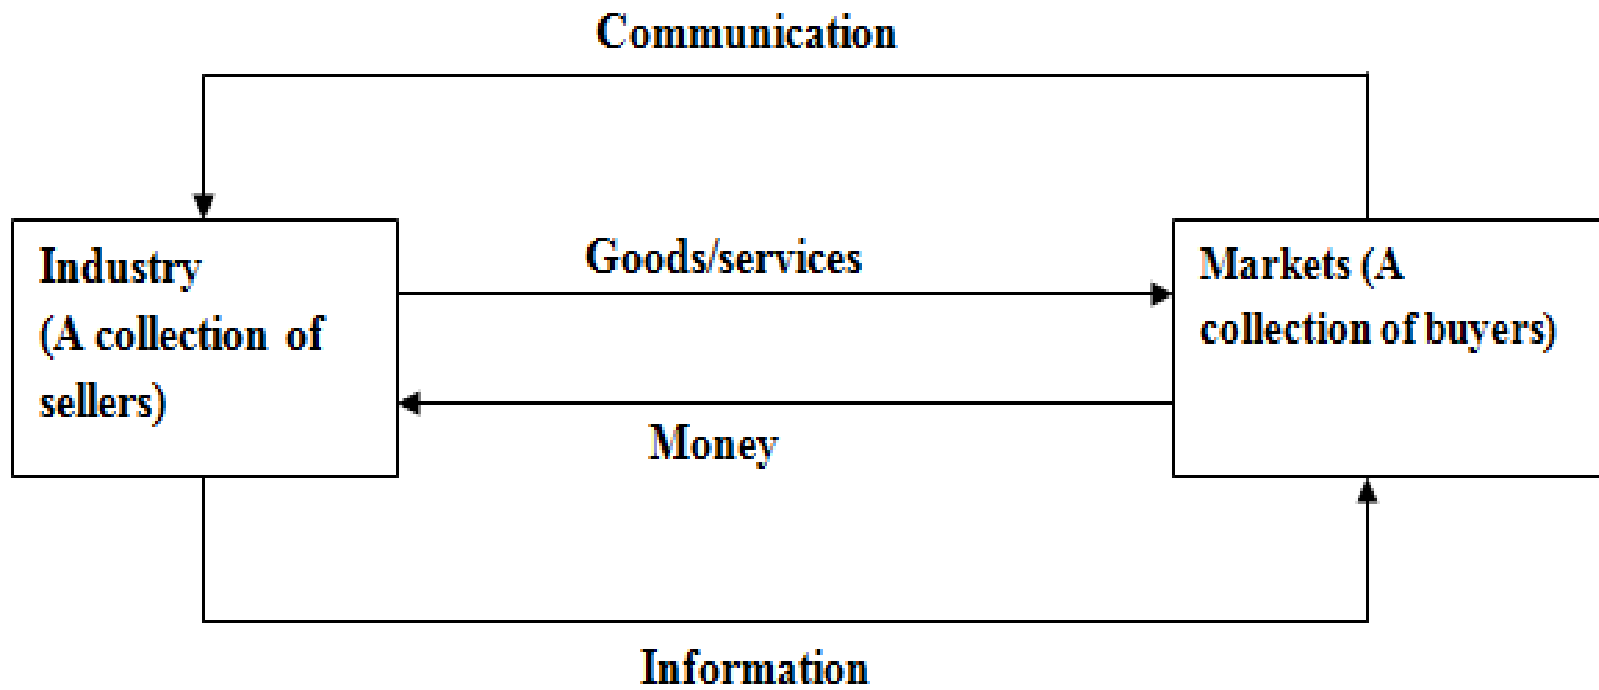 Communication
Industry
(A collection of
sellers)
Goods/services
Money
Markets (A
collection of buyers)
Information